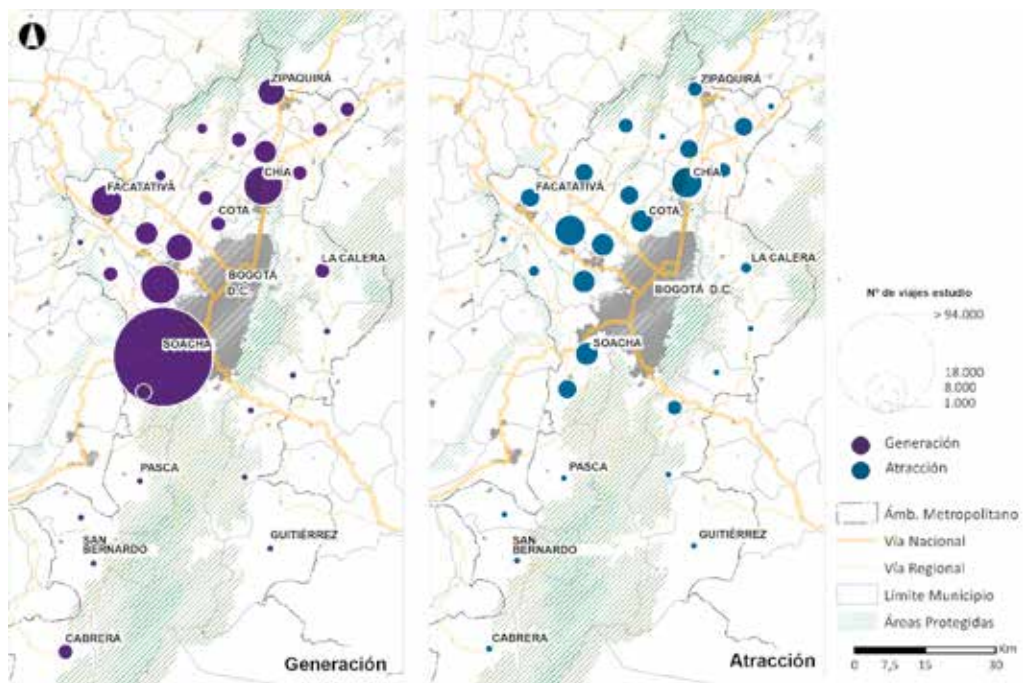 ZIPAQUIRÁ
CHÍA
FACATATIVÁ
COTA
LA CALERA
BOGOTÁ
D.C.
SOACHA
PASCA
SAN
BERNARDO
GUITIÉRREZ
CABRERA
Generación
ZIPAQUIRÁ
CHÍA
FACATATIVÁ
COTA
LA CALERA
BOGOTÁ D.C.
SOACHA
PASCA
SAN
BERNARDO
GUITIÉRREZ
CABRERA
Atracción
Nº de viajes estudio
> 94.000
18.000
8.000
1.000
Generación
Atracción
Ámb. Metropolitano
Vía Nacional
Vía Regional
Límite Municipio
Áreas Protegidas
Km
0 7,5 15 30